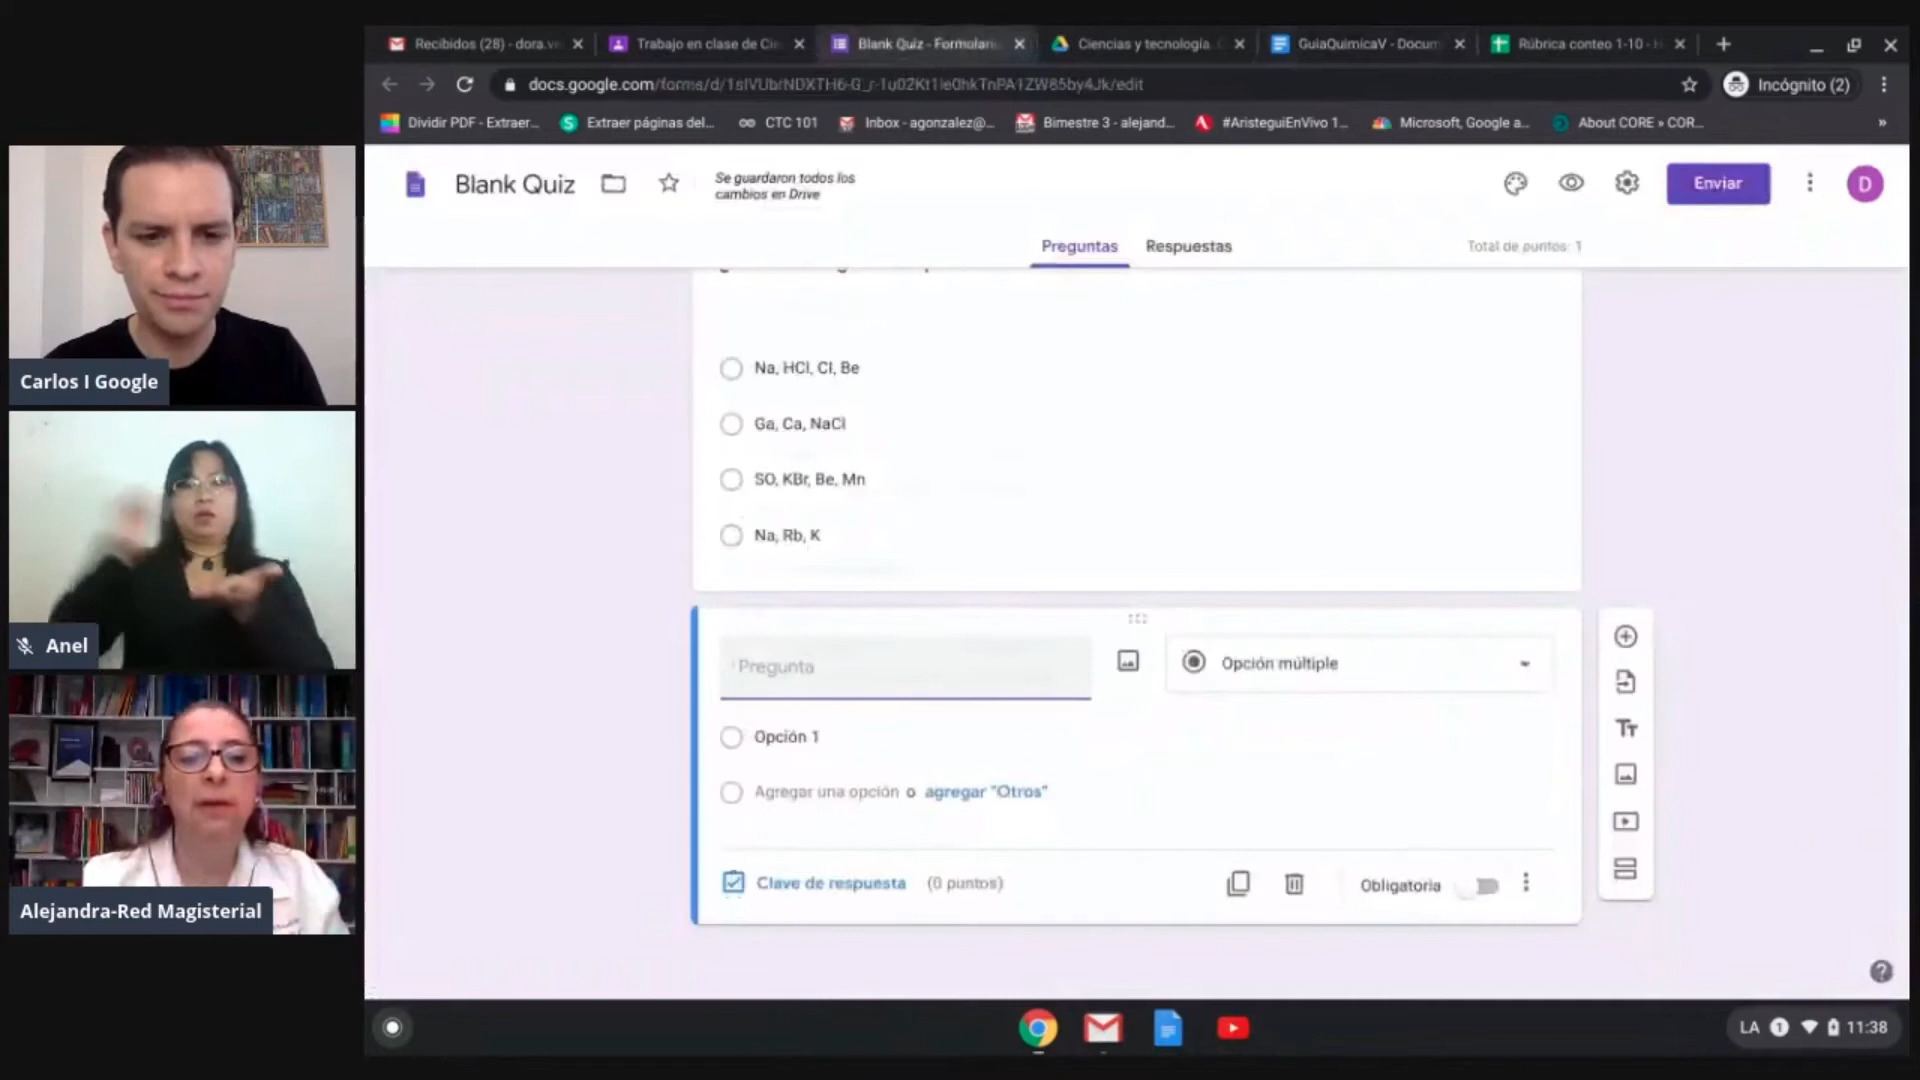 Recibidos (28) - dora.ve
Trabajo en clase de Cie
Blank Quiz - Formulario
Ciencias y tecnología. C
GuiaQuimicaV - Docum
Rúbrica conteo 1-10 - H
docs.google.com/forms/d/
/edit
Incógnito (2)
Dividir PDF - Extraer...
Extraer páginas del...
CTC 101
Inbox - agonzalez@...
Bimestre 3 - alejand...
#AristeguiEnVivo 1...
Microsoft, Google a...
About CORE » COR...
»
Blank Quiz
Se guardaron todos los
cambios en Drive
Enviar
D
Preguntas
Respuestas
Total de puntos: 1
Na, HCl, Cl, Be
Ga, Ca, NaCl
SO, KBr, Be, Mn
Na, Rb, K
Pregunta
Opción múltiple
Opción 1
Agregar una opción o agregar "Otros"
Clave de respuesta (0 puntos)
Obligatoria
Carlos I Google
Anel
Alejandra-Red Magisterial
LA 1 11:38